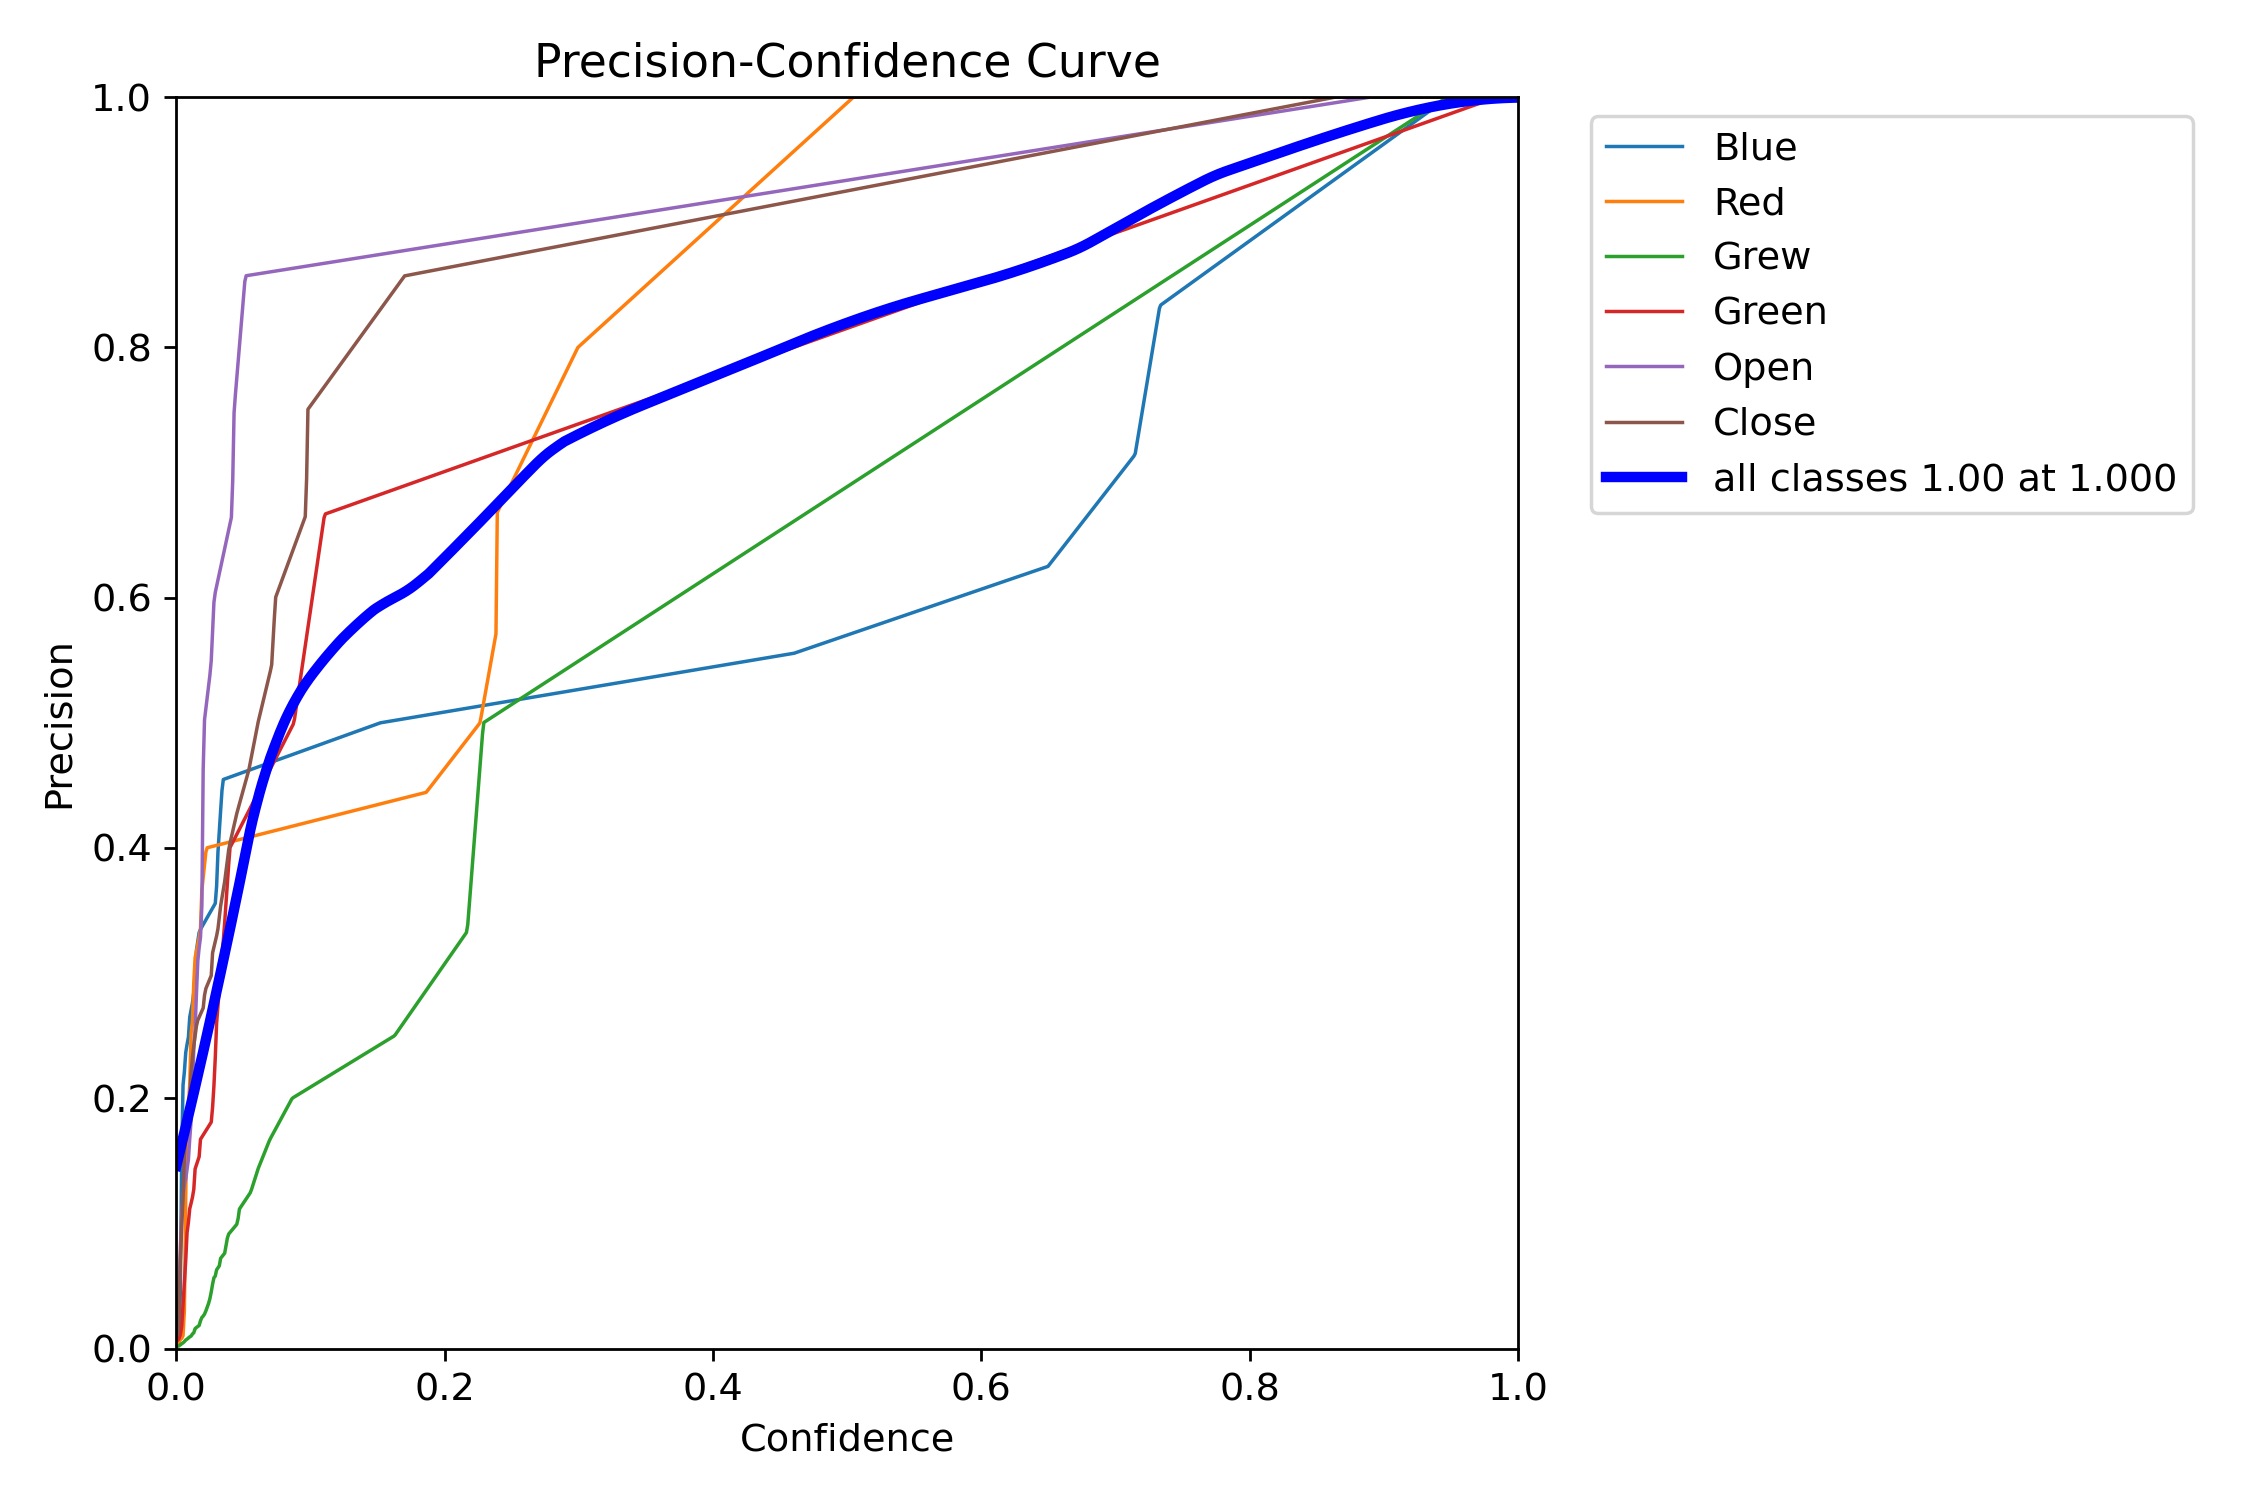 Precision-Confidence Curve
1.0
0.8
0.6
0.4
0.2
0.0
Precision
0.0 0.2 0.4 0.6 0.8 1.0
Confidence
Blue
Red
Grew
Green
Open
Close
all classes 1.00 at 1.000